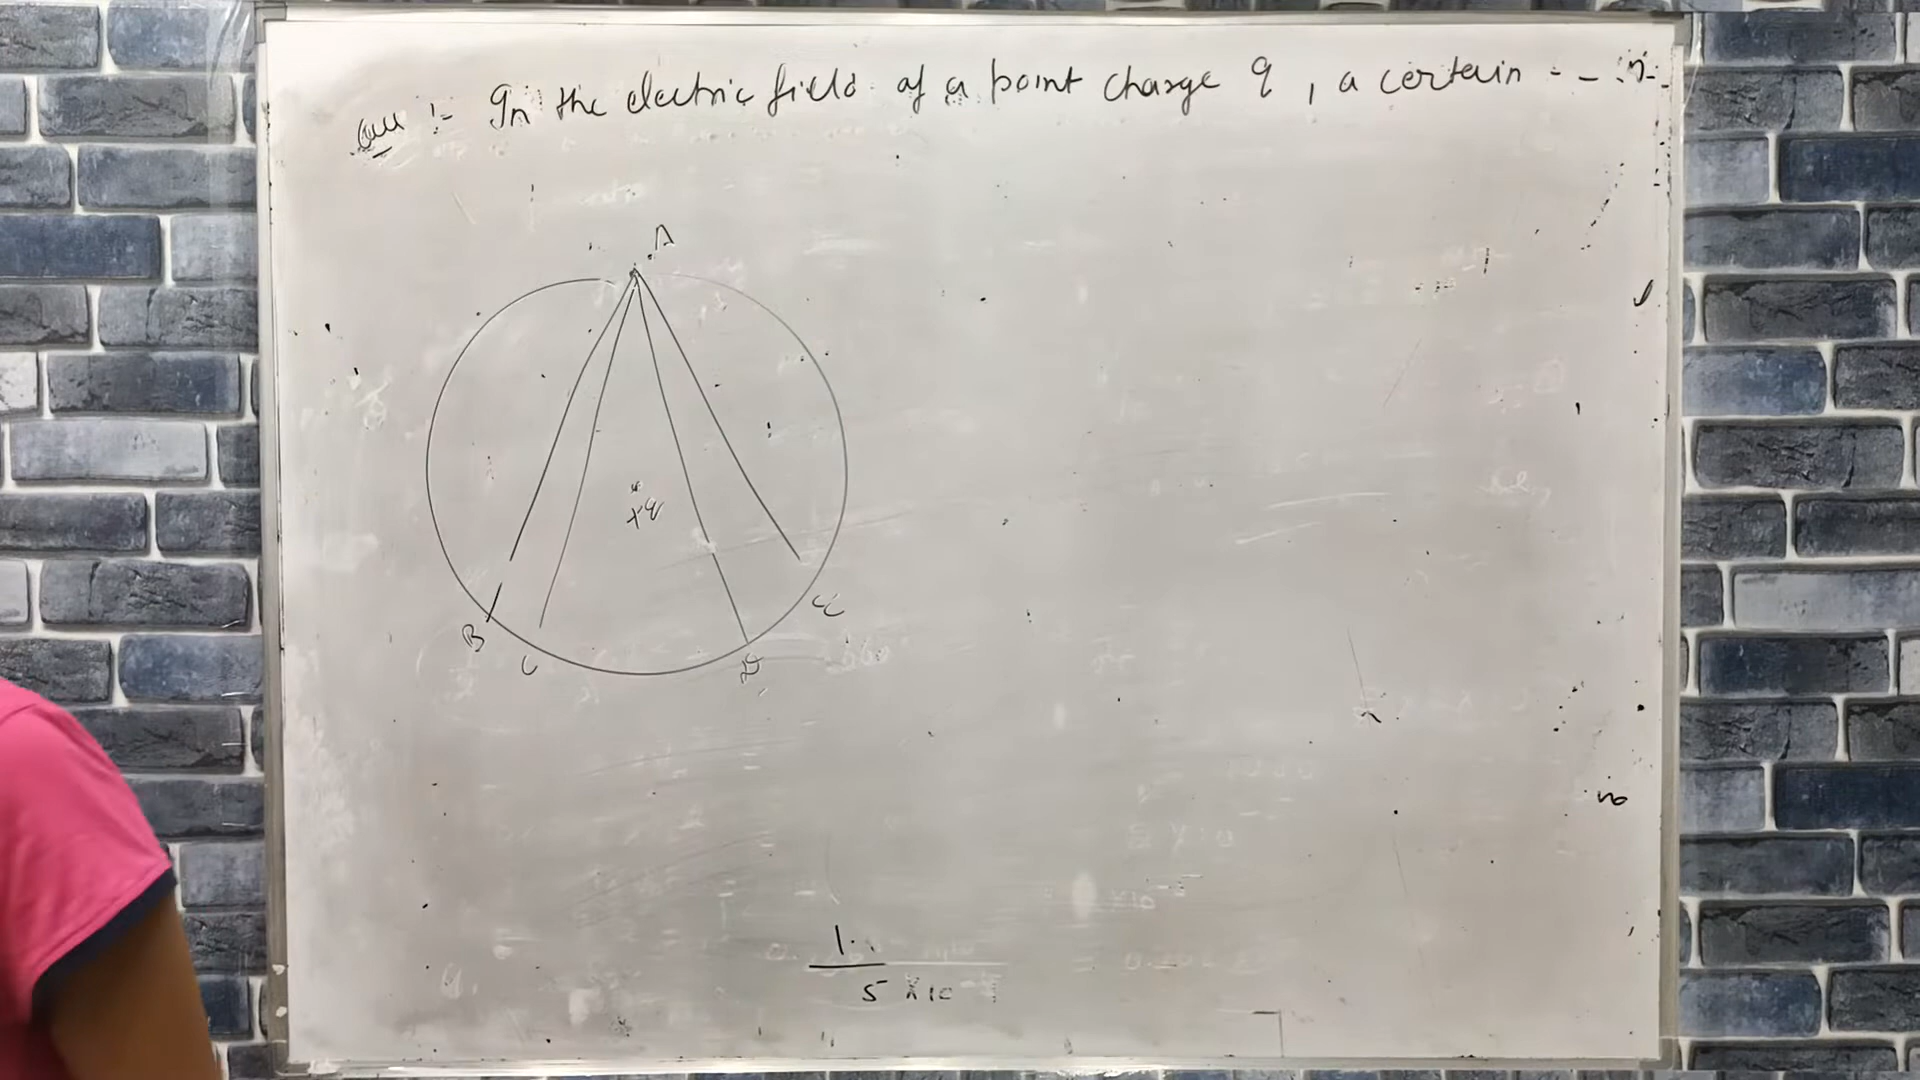 Que :- In the electric field of a point charge q , a certain - - -
A
+q
B
C
D
E
1
5 × 10